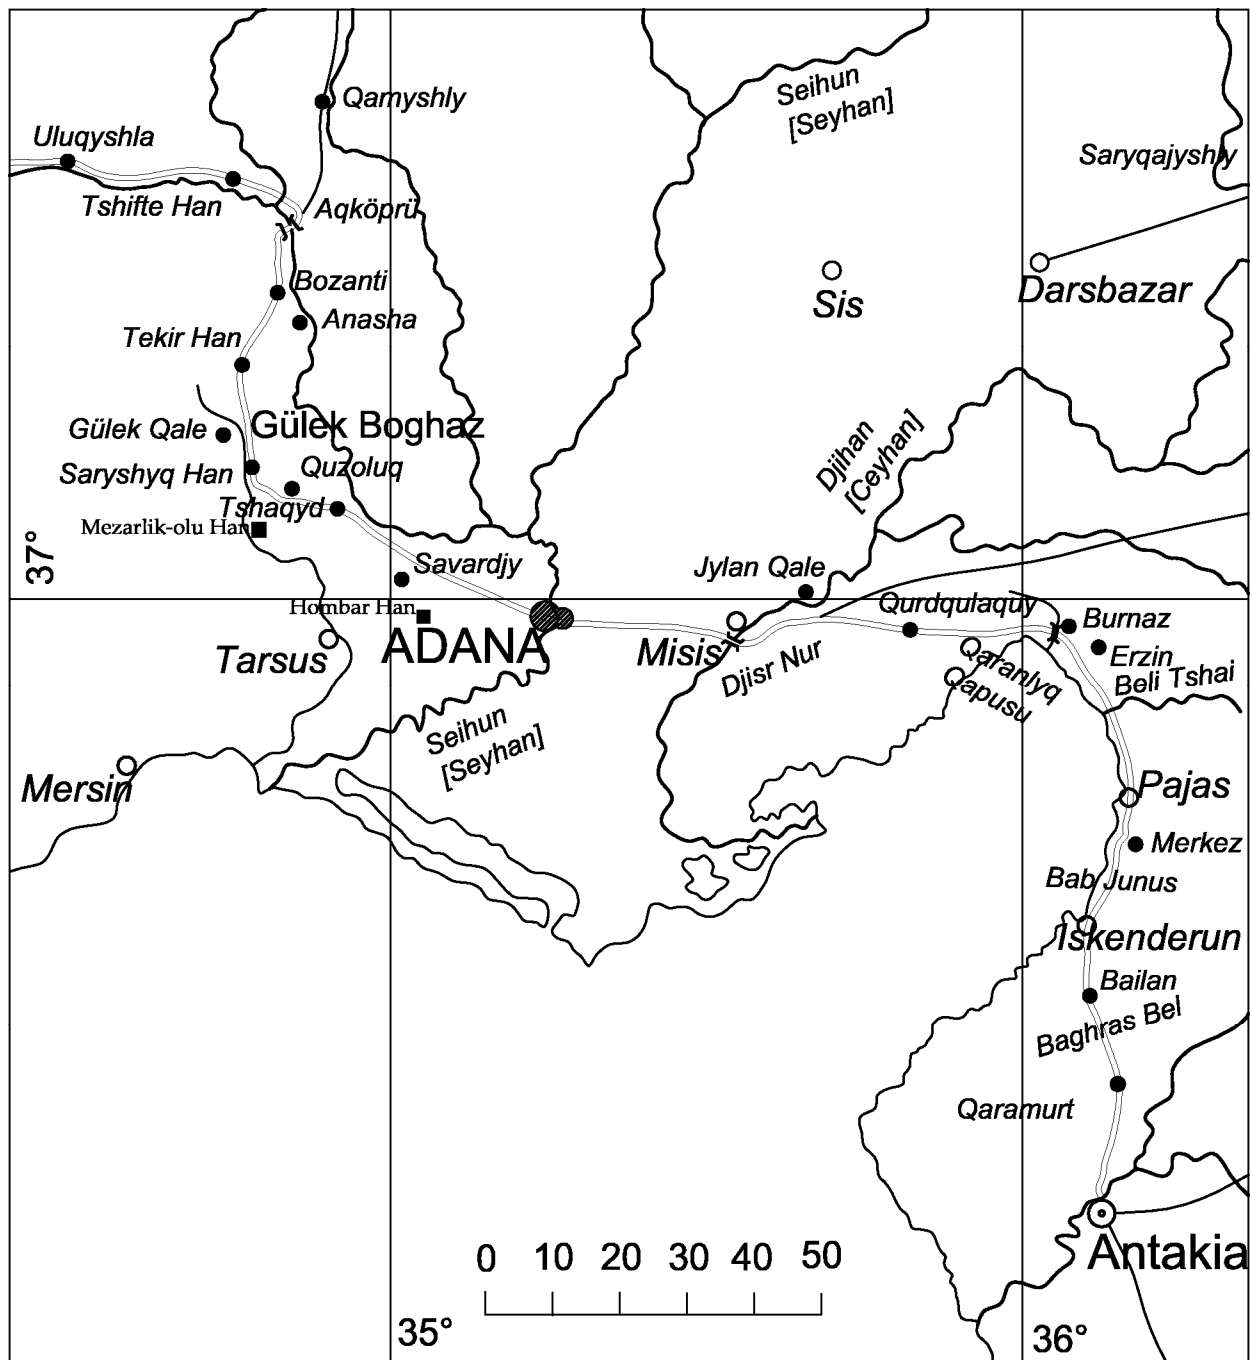 Qamyshly
Seihun
[Seyhan]
Uluqyshla
Saryqajyshly
Tshifte Han
Aqköprü
Bozanti
Sis
Darsbazar
Anasha
Tekir Han
Gülek Qale
Gülek Boghaz
Djihan
[Ceyhan]
Saryshyq Han
Quzoluq
Tshaqyd
Mezarlik-olu Han
37°
Savardjy
Jylan Qale
Hombar Han
Qurdqulaquy
Burnaz
ADANA
Tarsus
Misis
Djisr Nur
Qaranlyq
Qapusu
Erzin
Beli Tshai
Seihun
[Seyhan]
Mersin
Pajas
Merkez
Bab Junus
Iskenderun
Bailan
Baghras Bel
Qaramurt
Antakia
0 10 20 30 40 50
35°
36°